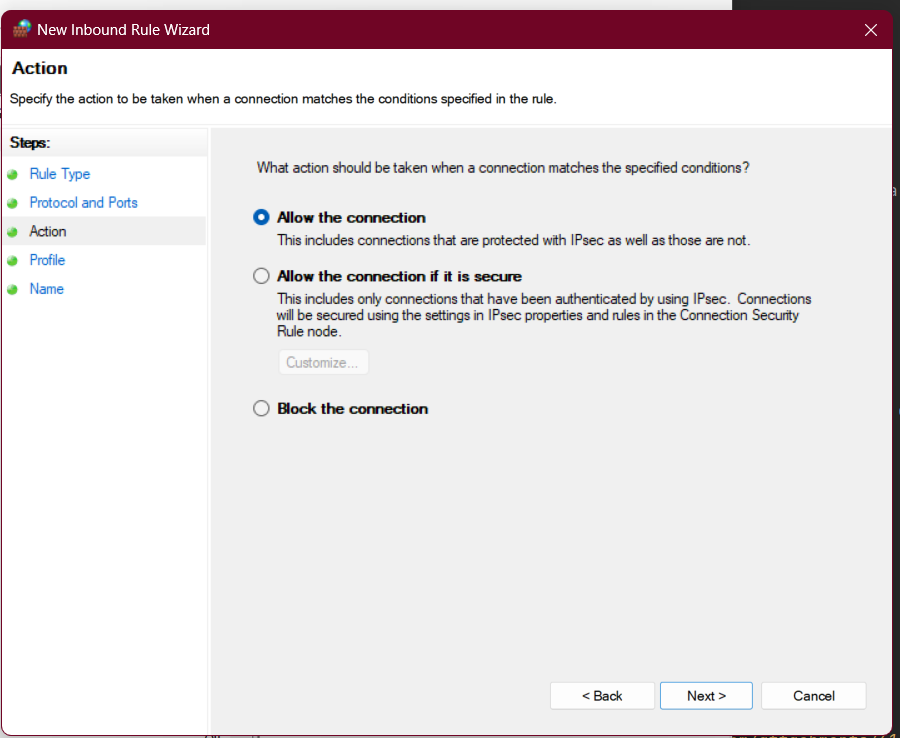 New Inbound Rule Wizard
Action
Specify the action to be taken when a connection matches the conditions specified in the rule.
Steps:
Rule Type
Protocol and Ports
Action
Profile
Name
What action should be taken when a connection matches the specified conditions?
Allow the connection
This includes connections that are protected with IPsec as well as those are not.
Allow the connection if it is secure
This includes only connections that have been authenticated by using IPsec. Connections
will be secured using the settings in IPsec properties and rules in the Connection Security
Rule node.
Customize...
Block the connection
< Back
Next >
Cancel